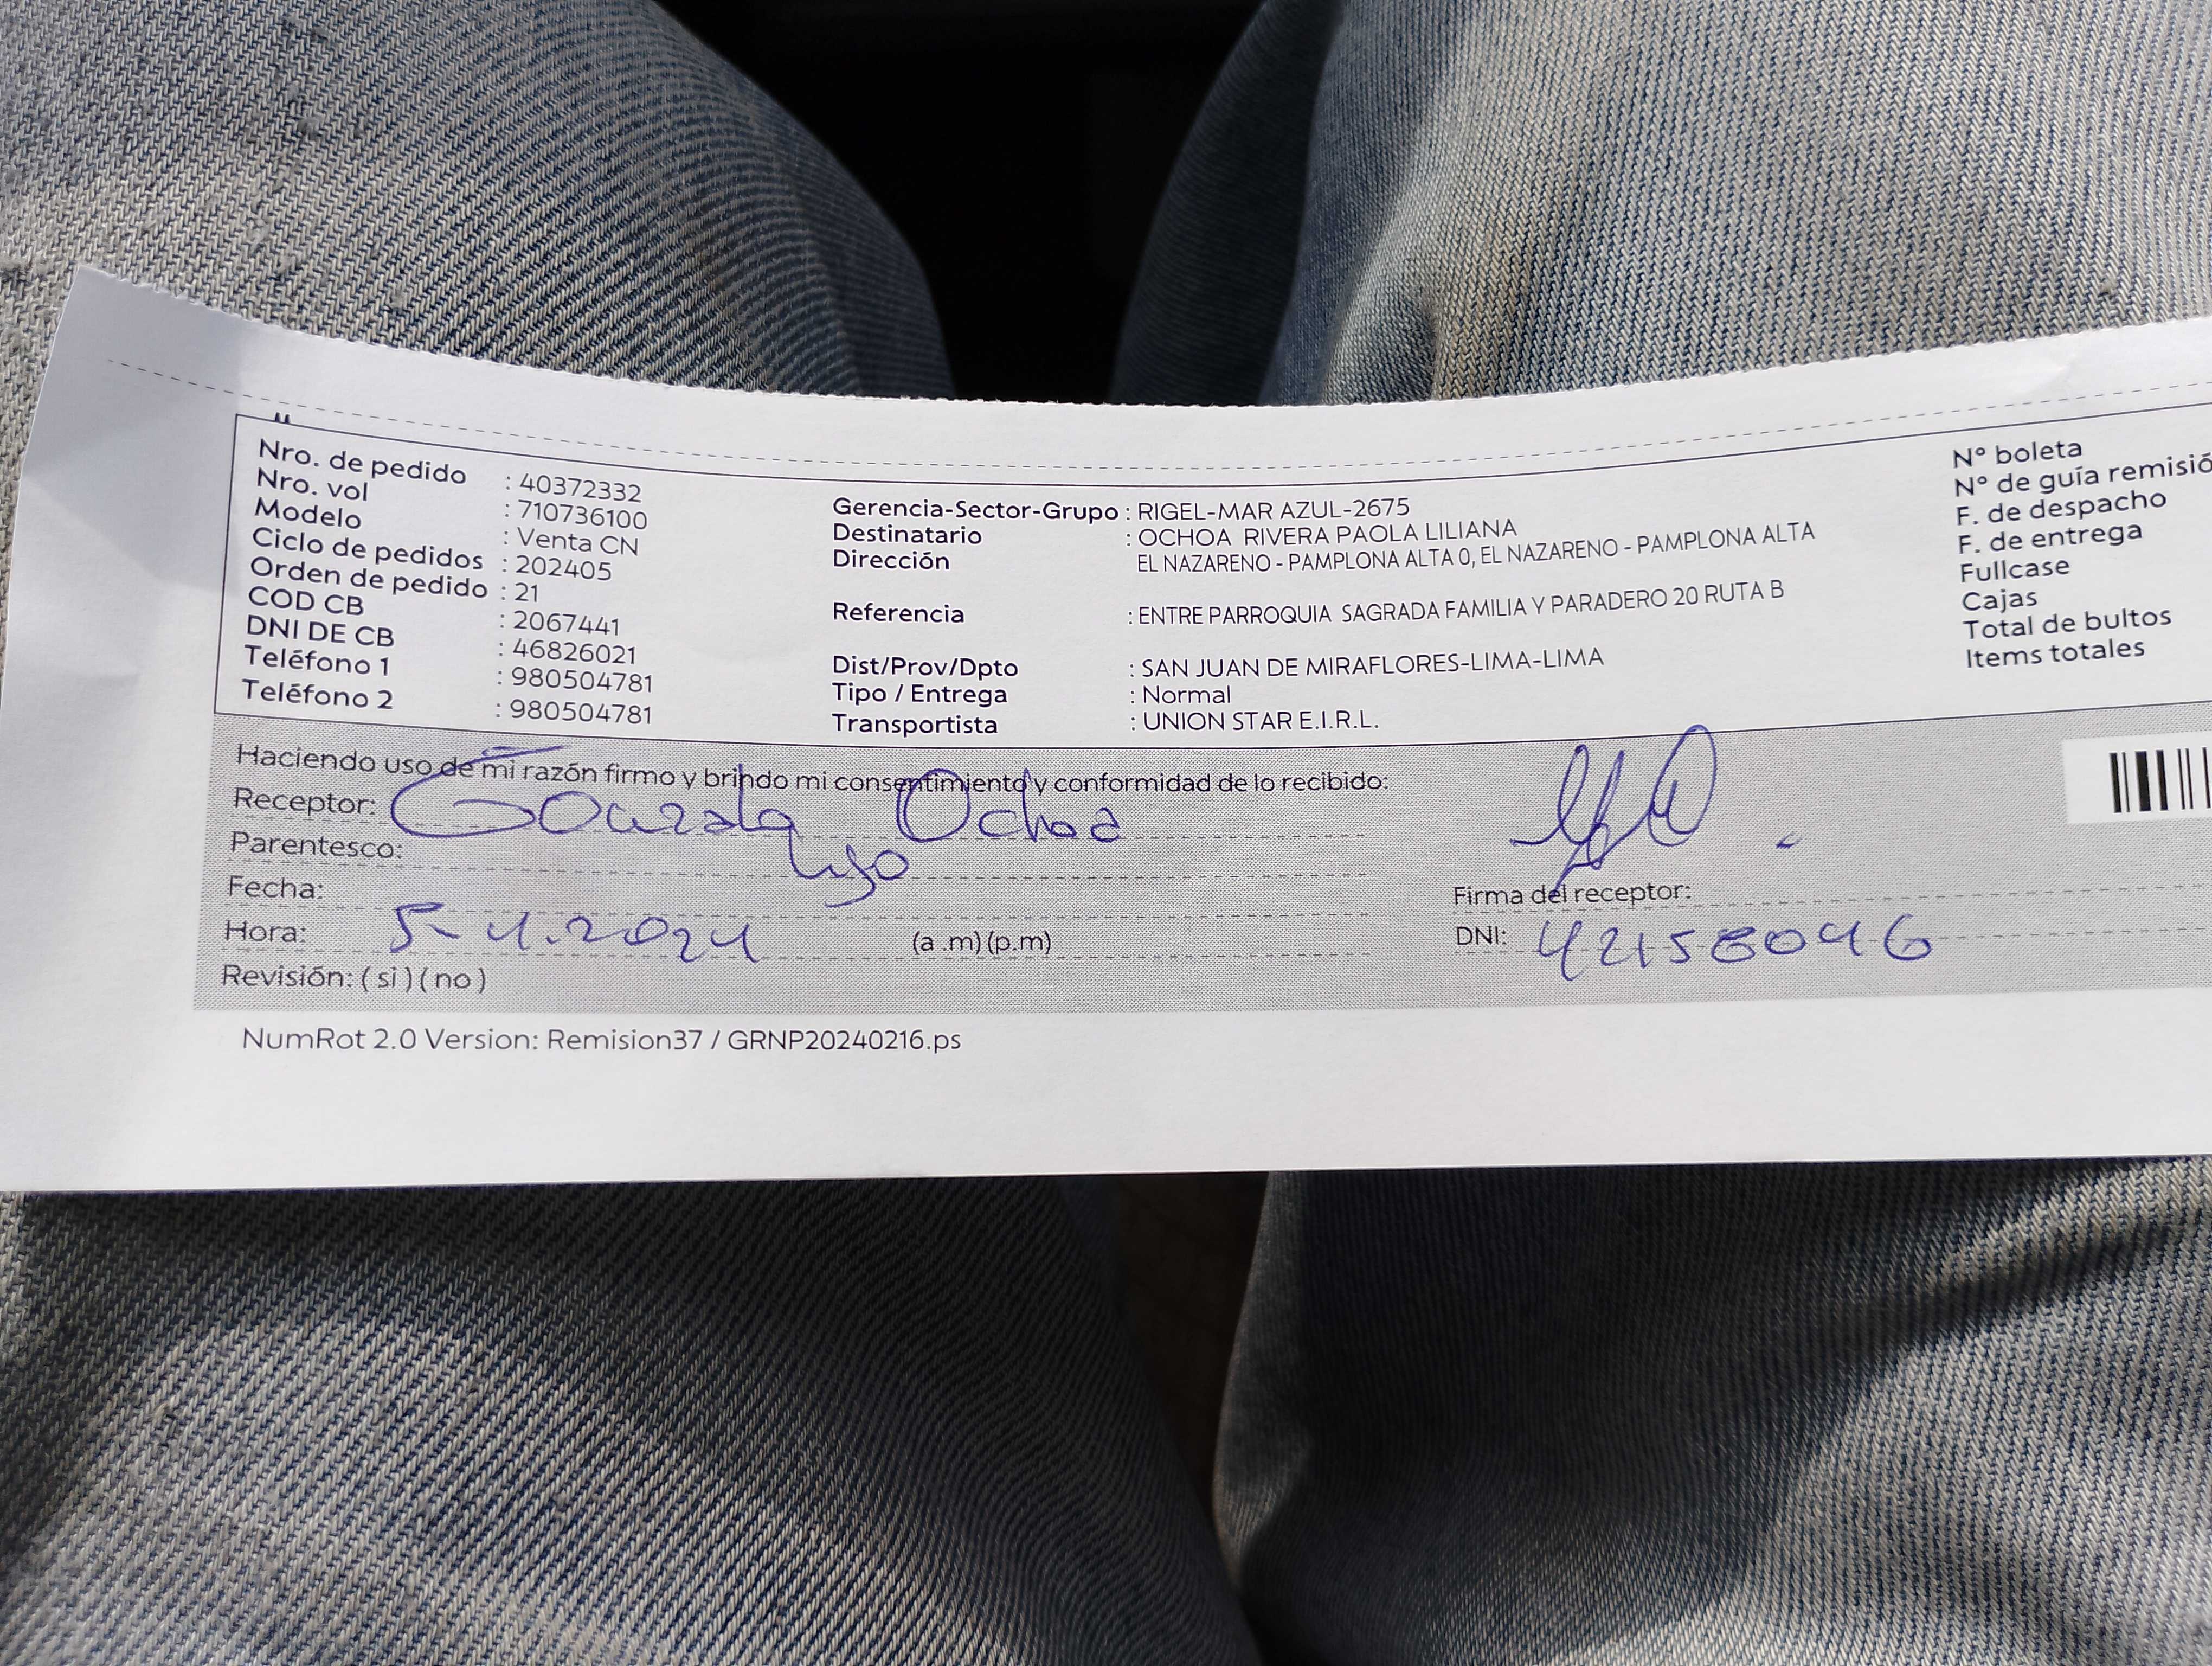 Nro. de pedido : 40372332
Nro. vol : 710736100
Modelo : Venta CN
Ciclo de pedidos : 202405
Orden de pedido : 21
COD CB : 2067441
DNI DE CB : 46826021
Teléfono 1 : 980504781
Teléfono 2 : 980504781
Gerencia-Sector-Grupo : RIGEL-MAR AZUL-2675
Destinatario : OCHOA RIVERA PAOLA LILIANA
Dirección EL NAZARENO - PAMPLONA ALTA 0, EL NAZARENO - PAMPLONA ALTA
Referencia : ENTRE PARROQUIA SAGRADA FAMILIA Y PARADERO 20 RUTA B
Dist/Prov/Dpto : SAN JUAN DE MIRAFLORES-LIMA-LIMA
Tipo / Entrega : Normal
Transportista : UNION STAR E.I.R.L.
N° boleta
N° de guía remisió
F. de despacho
F. de entrega
Fullcase
Cajas
Total de bultos
Items totales
Haciendo uso de mi razón firmo y brindo mi consentimiento y conformidad de lo recibido:
Receptor: Ochoa
Parentesco:
Fecha:
Hora: (a .m) (p.m)
Revisión: ( si ) ( no )
Firma del receptor:
DNI: 42158046
NumRot 2.0 Version: Remision37 / GRNP20240216.ps